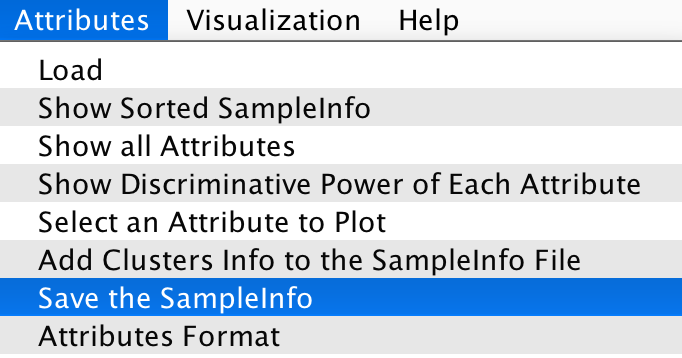 Attributes Visualization Help
Load
Show Sorted SampleInfo
Show all Attributes
Show Discriminative Power of Each Attribute
Select an Attribute to Plot
Add Clusters Info to the SampleInfo File
Save the SampleInfo
Attributes Format